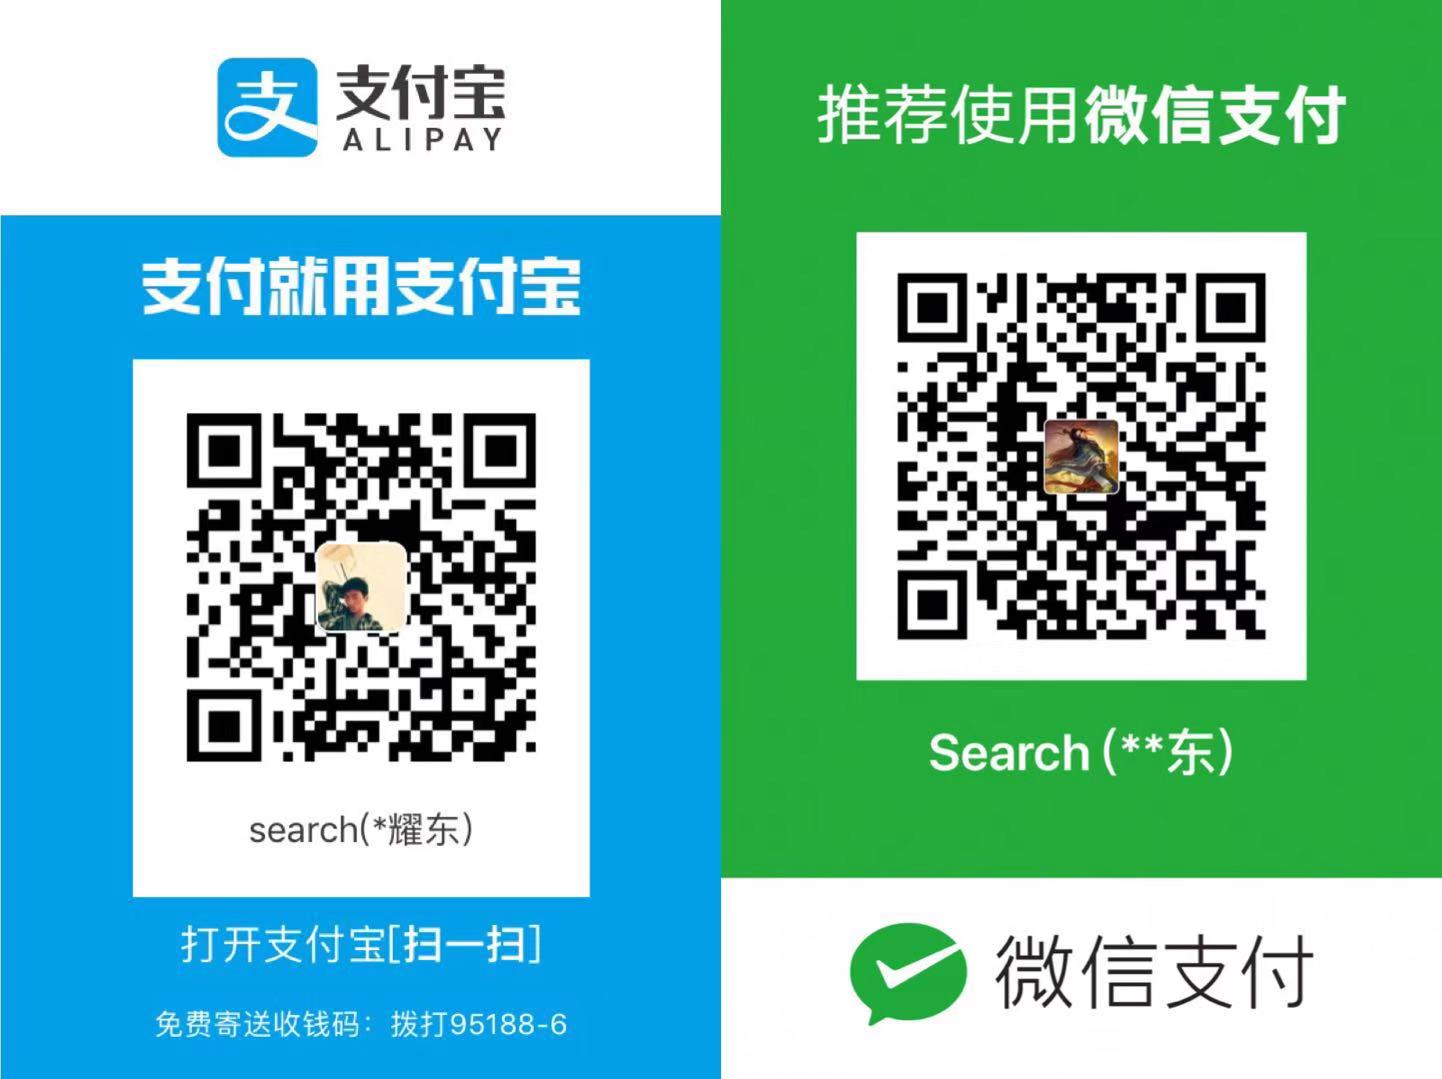 支付宝
ALIPAY
支付就用支付宝
search(*耀东)
打开支付宝[扫一扫]
免费寄送收钱码：拨打95188-6
推荐使用微信支付
Search (**东)
微信支付